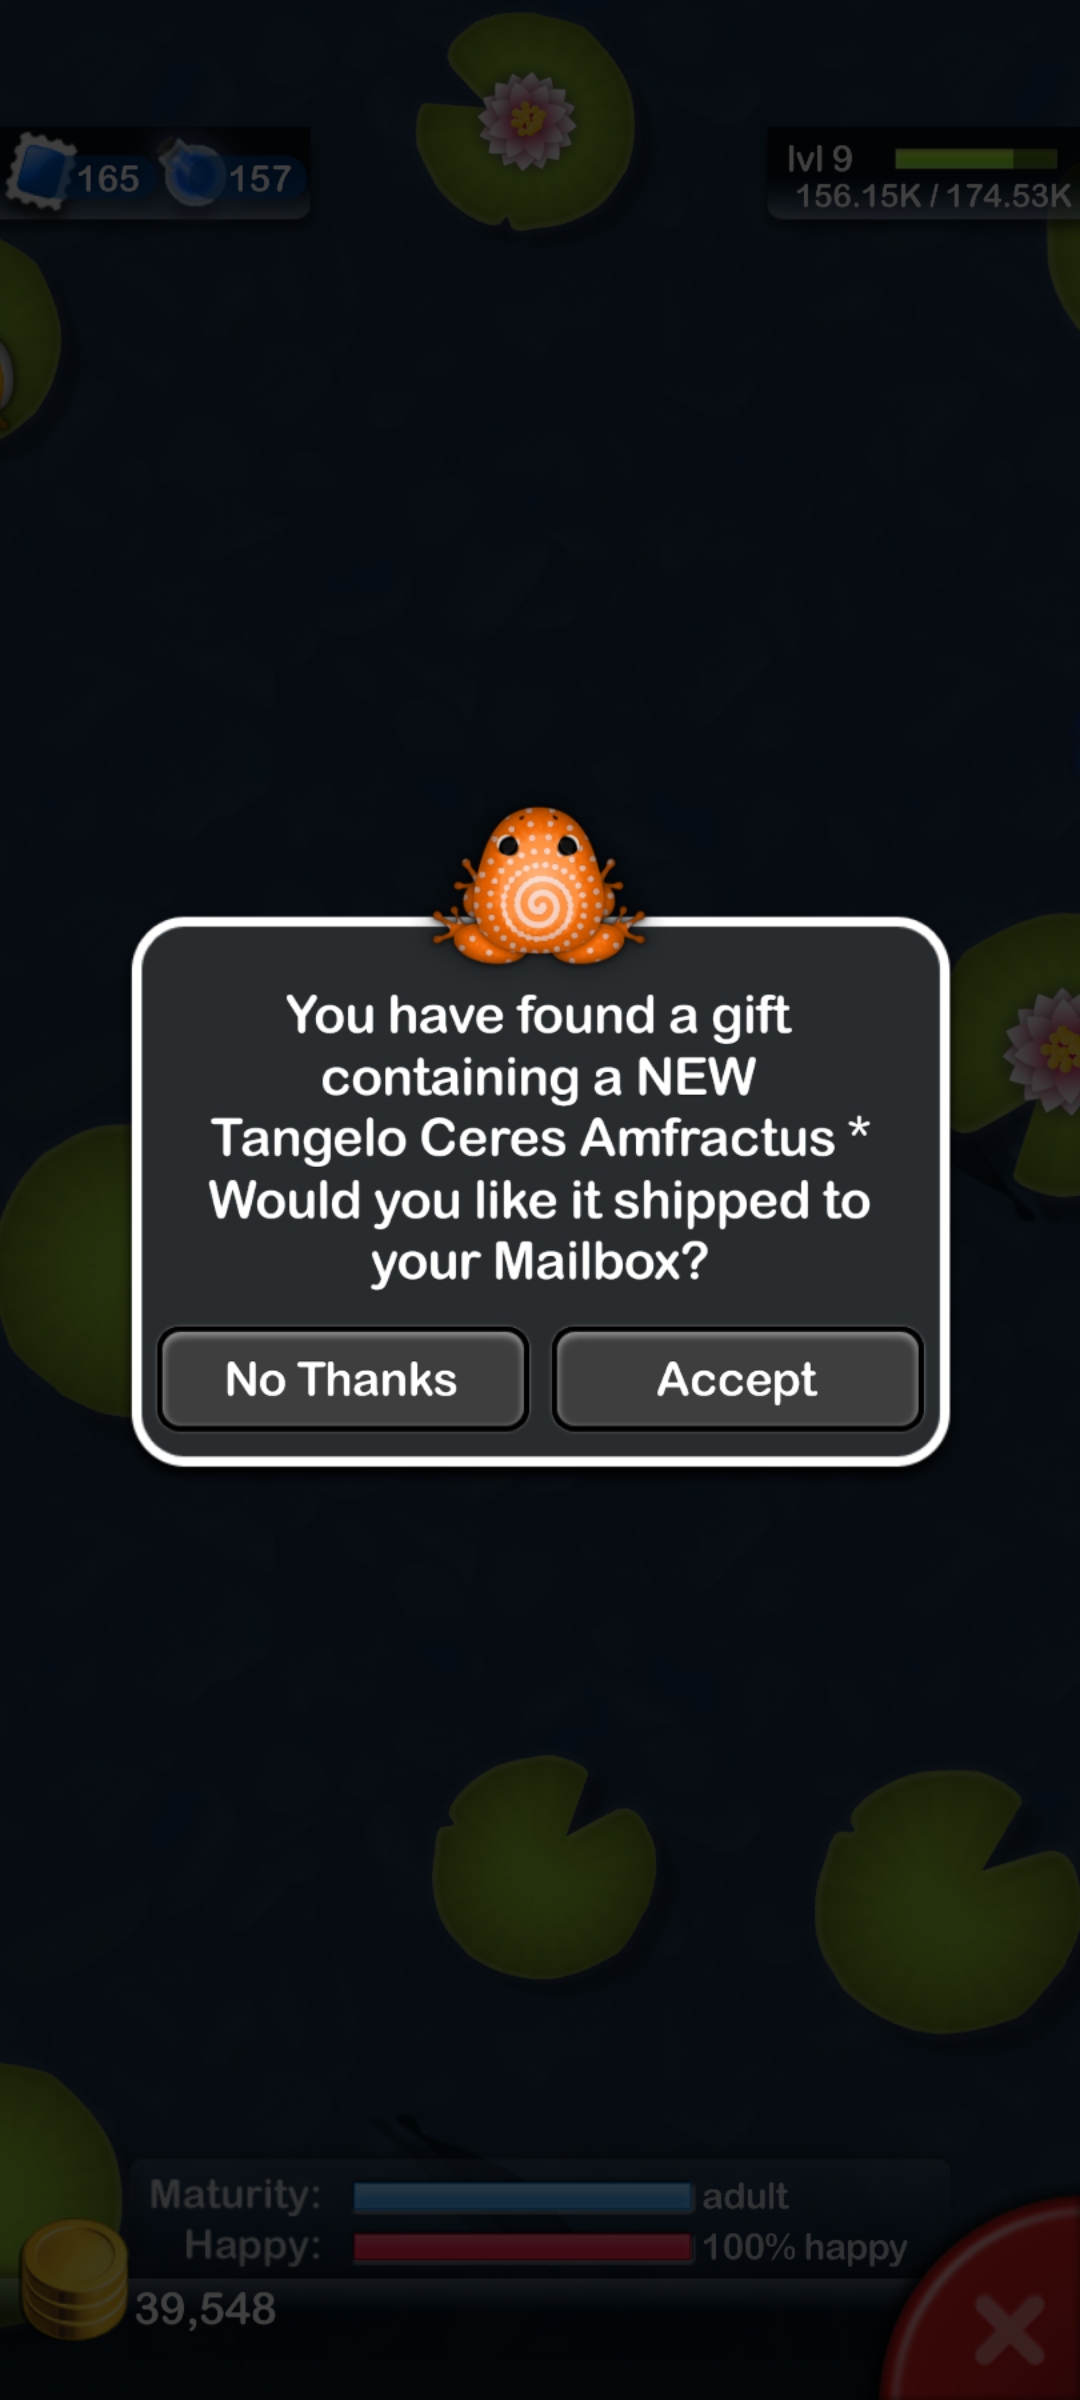 165 157
lvl 9
156.15K / 174.53K
You have found a gift
containing a NEW
Tangelo Ceres Amfractus *
Would you like it shipped to
your Mailbox?
No Thanks Accept
Maturity: adult
Happy: 100% happy
39,548